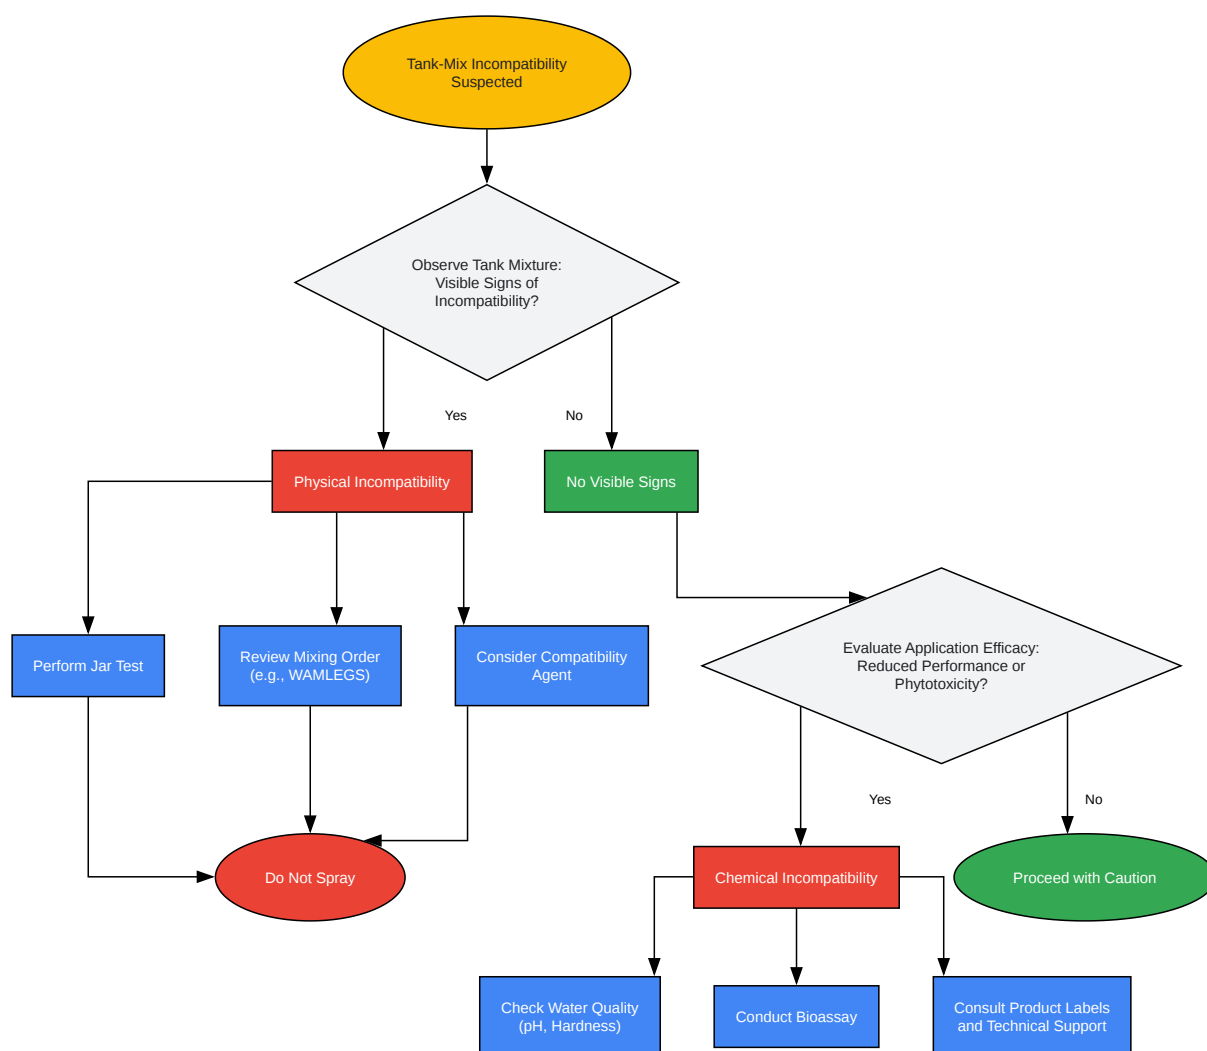 Tank-Mix Incompatibility
Suspected
Observe Tank Mixture:
Visible Signs of
Incompatibility?
Yes
No
Physical Incompatibility
No Visible Signs
Perform Jar Test
Review Mixing Order
(e.g., WAMLEGS)
Consider Compatibility
Agent
Evaluate Application Efficacy:
Reduced Performance or
Phytotoxicity?
Yes
No
Do Not Spray
Chemical Incompatibility
Proceed with Caution
Check Water Quality
(pH, Hardness)
Conduct Bioassay
Consult Product Labels
and Technical Support